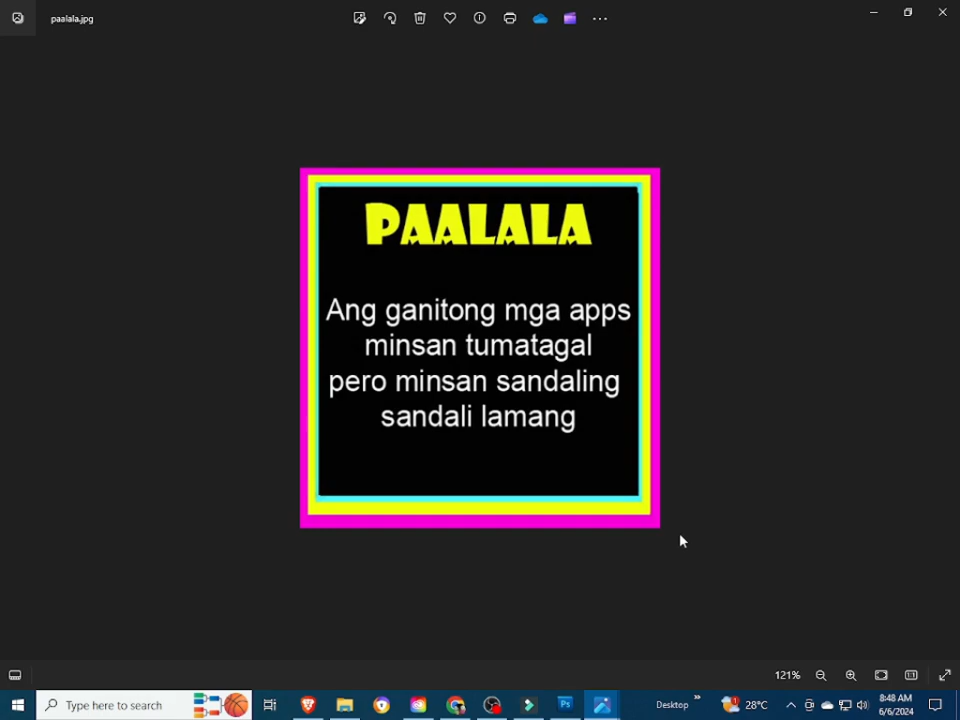 paalala.jpg
PAALALA
Ang ganitong mga apps
minsan tumatagal
pero minsan sandaling
sandali lamang
121%
Type here to search
Ps
Desktop
28°C
8:48 AM
6/6/2024